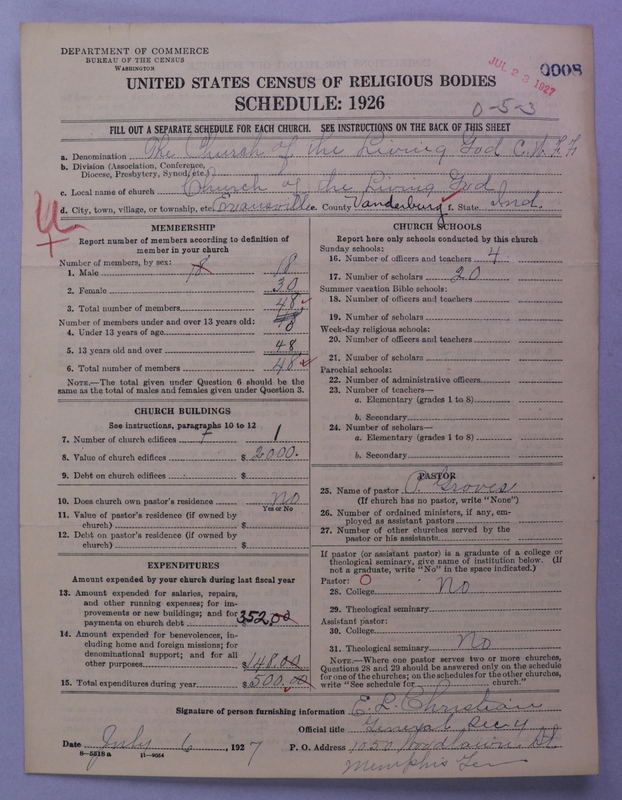 DEPARTMENT OF COMMERCE
BUREAU OF THE CENSUS
WASHINGTON
JUL 23 1927
0008
UNITED STATES CENSUS OF RELIGIOUS BODIES
SCHEDULE: 1926
0-5-3
FILL OUT A SEPARATE SCHEDULE FOR EACH CHURCH. SEE INSTRUCTIONS ON THE BACK OF THIS SHEET
a. Denomination The Church of the Living God C.W.F.F.
b. Division (Association, Conference, Diocese, Presbytery, Synod, etc.)
c. Local name of church Church of the Living God
d. City, town, village, or township, etc. Evansville e. County Vanderburg f. State Ind.
MEMBERSHIP
Report number of members according to definition of member in your church
Number of members, by sex:
1. Male 18 18
2. Female 30
3. Total number of members 48
Number of members under and over 13 years old:
4. Under 13 years of age
5. 13 years old and over 48
6. Total number of members 48
NOTE.—The total given under Question 6 should be the same as the total of males and females given under Question 3.
CHURCH BUILDINGS
See instructions, paragraphs 10 to 12
7. Number of church edifices 1
8. Value of church edifices $ 2000.
9. Debt on church edifices $
10. Does church own pastor's residence No
Yes or No
11. Value of pastor's residence (if owned by church) $
12. Debt on pastor's residence (if owned by church) $
EXPENDITURES
Amount expended by your church during last fiscal year
13. Amount expended for salaries, repairs, and other running expenses; for improvements or new buildings; and for payments on church debt $ 352.00
14. Amount expended for benevolences, including home and foreign missions; for denominational support; and for all other purposes $ 148.00
15. Total expenditures during year $ 500.00
CHURCH SCHOOLS
Report here only schools conducted by this church
Sunday schools:
16. Number of officers and teachers 4
17. Number of scholars 20
Summer vacation Bible schools:
18. Number of officers and teachers
19. Number of scholars
Week-day religious schools:
20. Number of officers and teachers
21. Number of scholars
Parochial schools:
22. Number of administrative officers
23. Number of teachers—
a. Elementary (grades 1 to 8)
b. Secondary
24. Number of scholars—
a. Elementary (grades 1 to 8)
b. Secondary
PASTOR
25. Name of pastor Groves
(If church has no pastor, write "None")
26. Number of ordained ministers, if any, employed as assistant pastors
27. Number of other churches served by the pastor or his assistants
If pastor (or assistant pastor) is a graduate of a college or theological seminary, give name of institution below. (If not a graduate, write "No" in the space indicated.)
Pastor: O
28. College No
29. Theological seminary
Assistant pastor:
30. College
31. Theological seminary No
NOTE.—Where one pastor serves two or more churches, Questions 28 and 29 should be answered only on the schedule for one of the churches; on the schedules for the other churches, write "See schedule for church."
Signature of person furnishing information E. L. Christian
Official title General Sec'y
Date July 6, 1927 P. O. Address 1050 Woodlawn St.
8—5518a 11—9054
Memphis Ten